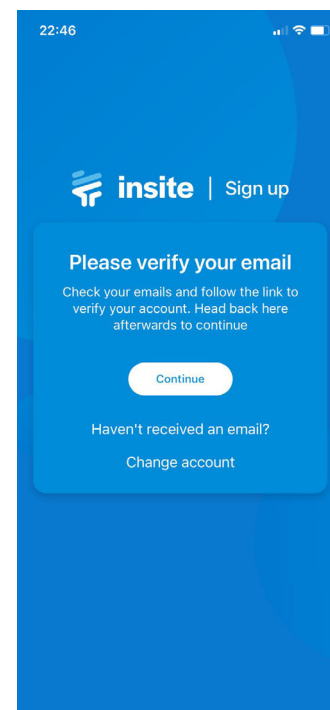 22:46
insite | Sign up
Please verify your email
Check your emails and follow the link to
verify your account. Head back here
afterwards to continue
Continue
Haven't received an email?
Change account